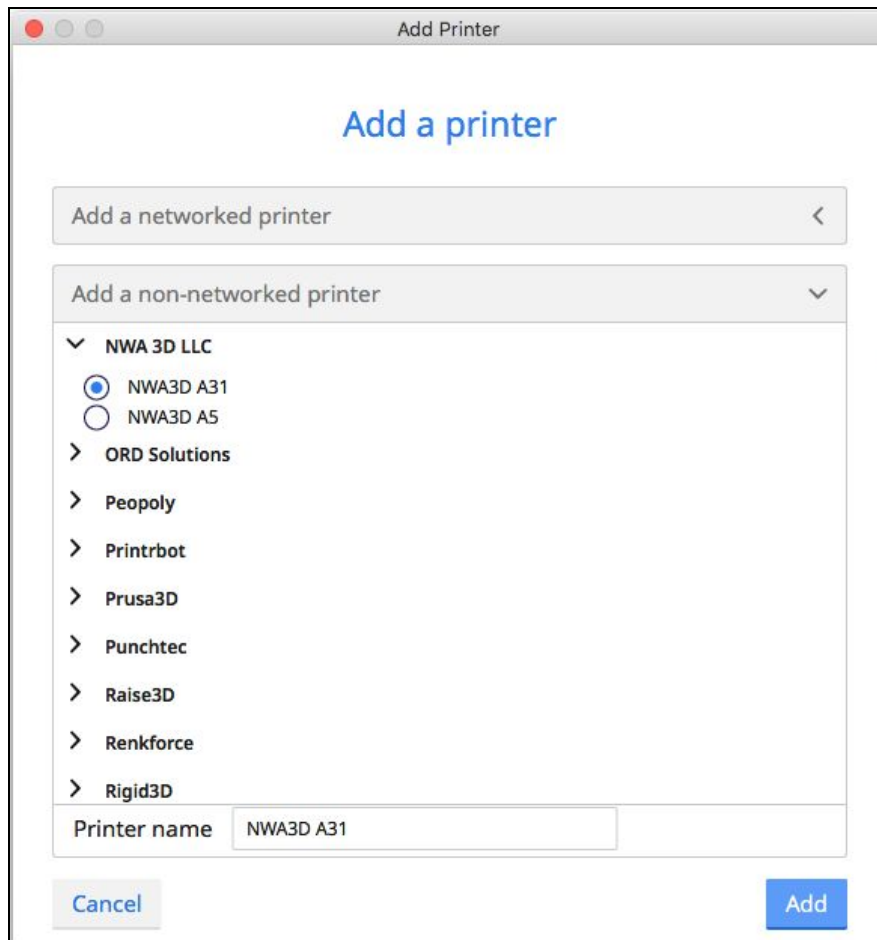 Add Printer
Add a printer
Add a networked printer
Add a non-networked printer
NWA 3D LLC
NWA3D A31
NWA3D A5
ORD Solutions
Peopoly
Printrbot
Prusa3D
Punchtec
Raise3D
Renkforce
Rigid3D
Printer name NWA3D A31
Cancel Add